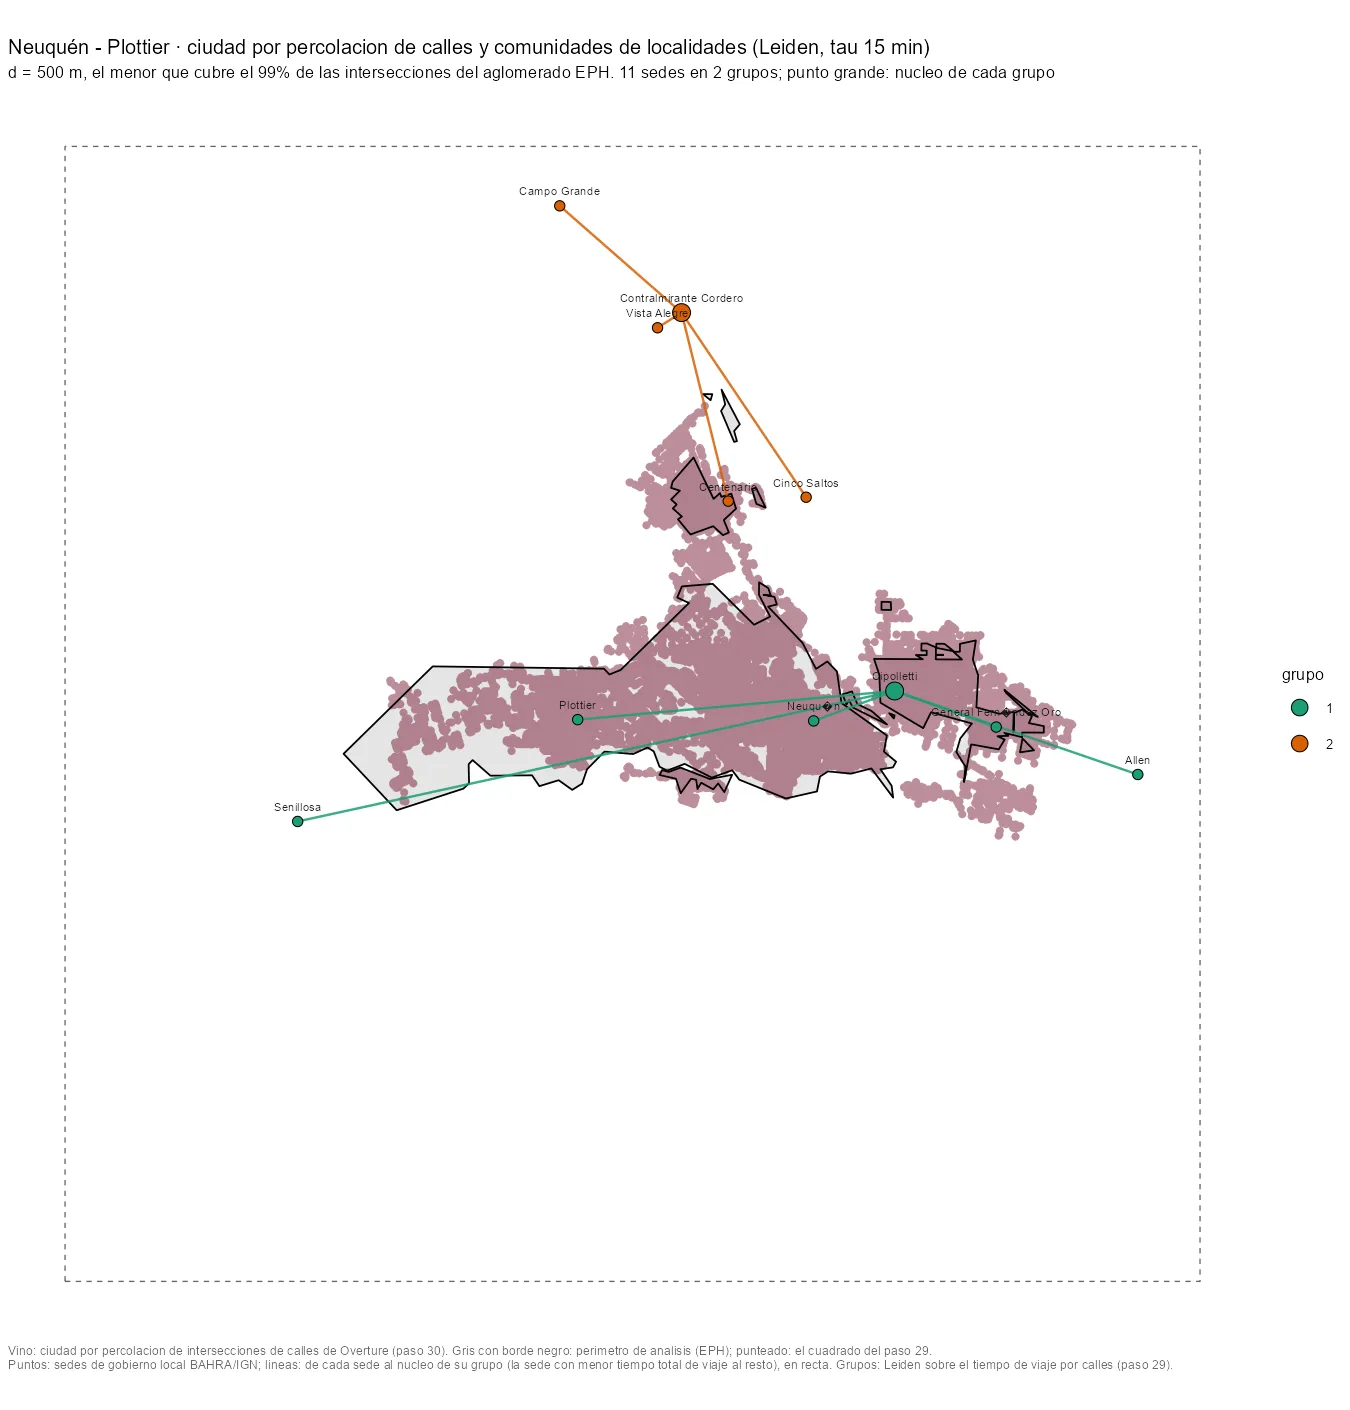 Neuquén - Plottier · ciudad por percolacion de calles y comunidades de localidades (Leiden, tau 15 min)
d = 500 m, el menor que cubre el 99% de las intersecciones del aglomerado EPH. 11 sedes en 2 grupos; punto grande: nucleo de cada grupo
Campo Grande
Contralmirante Cordero
Vista Alegre
Centenario
Cinco Saltos
Cipolletti
Plottier
Neuqu�n
General Fern�ndez Oro
Allen
Senillosa
grupo
1
2
Vino: ciudad por percolacion de intersecciones de calles de Overture (paso 30). Gris con borde negro: perimetro de analisis (EPH); punteado: el cuadrado del paso 29.
Puntos: sedes de gobierno local BAHRA/IGN; lineas: de cada sede al nucleo de su grupo (la sede con menor tiempo total de viaje al resto), en recta. Grupos: Leiden sobre el tiempo de viaje por calles (paso 29).